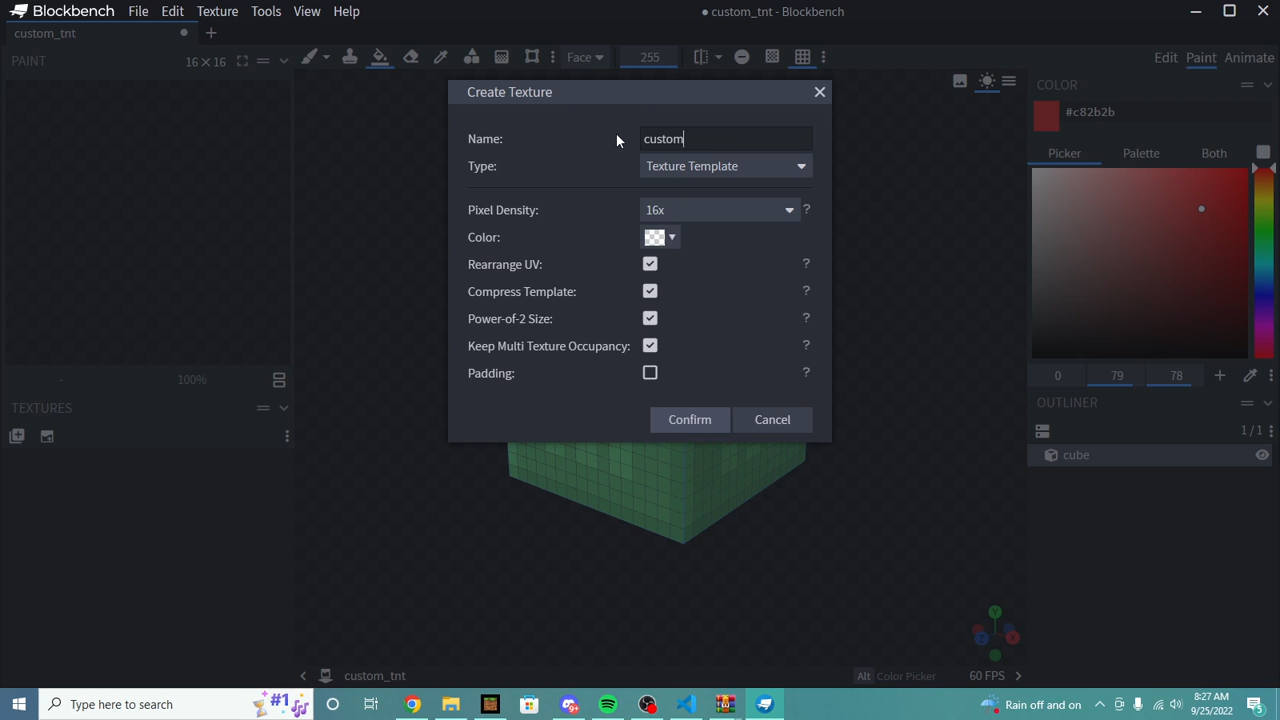 Blockbench File Edit Texture Tools View Help
custom_tnt - Blockbench
custom_tnt
PAINT 16×16
Face 255
Edit Paint Animate
Create Texture
Name: custom
Type: Texture Template
Pixel Density: 16x ?
Color:
Rearrange UV: ?
Compress Template: ?
Power-of-2 Size: ?
Keep Multi Texture Occupancy: ?
Padding: ?
Confirm Cancel
COLOR
#c82b2b
Picker Palette Both
0 79 78
- 100%
TEXTURES
OUTLINER
1/1
cube
Y
Z X
custom_tnt
Alt Color Picker 60 FPS
Type here to search
#1
Rain off and on
8:27 AM
9/25/2022
5